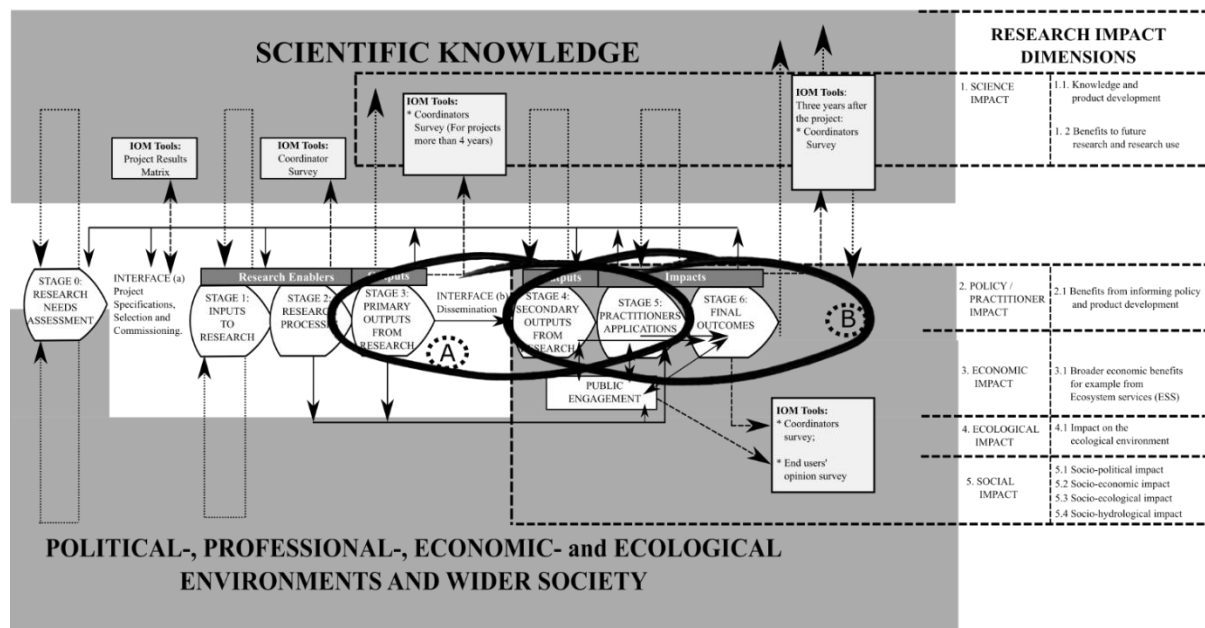 SCIENTIFIC KNOWLEDGE
RESEARCH IMPACT
DIMENSIONS
IOM Tools:
Project Results
Matrix
IOM Tools:
Coordinator
Survey
IOM Tools:
* Coordinators
Survey (For projects
more than 4 years)
IOM Tools:
Three years after
the project:
* Coordinators
Survey
1. SCIENCE
IMPACT
1.1. Knowledge and
product development
1. 2 Benefits to future
research and research use
STAGE 0:
RESEARCH
NEEDS
ASSESSMENT
INTERFACE (a)
Project
Specifications,
Selection and
Commissioning.
Research Enablers
STAGE 1:
INPUTS
TO
RESEARCH
STAGE 2:
RESEARCH
PROCESS
Outputs
STAGE 3:
PRIMARY
OUTPUTS
FROM
RESEARCH
INTERFACE (b)
Dissemination
A
Outputs
STAGE 4:
SECONDARY
OUTPUTS
FROM
RESEARCH
Impacts
STAGE 5:
PRACTITIONERS
APPLICATIONS
STAGE 6:
FINAL
OUTCOMES
B
PUBLIC
ENGAGEMENT
IOM Tools:
* Coordinators
survey;
* End users'
opinion survey
2. POLICY /
PRACTITIONER
IMPACT
2.1 Benefits from informing policy
and product development
3. ECONOMIC
IMPACT
3.1 Broader economic benefits
for example from
Ecosystem services (ESS)
4. ECOLOGICAL
IMPACT
4.1 Impact on the
ecological environment
5. SOCIAL
IMPACT
5.1 Socio-political impact
5.2 Socio-economic impact
5.3 Socio-ecological impact
5.4 Socio-hydrological impact
POLITICAL-, PROFESSIONAL-, ECONOMIC- and ECOLOGICAL
ENVIRONMENTS AND WIDER SOCIETY